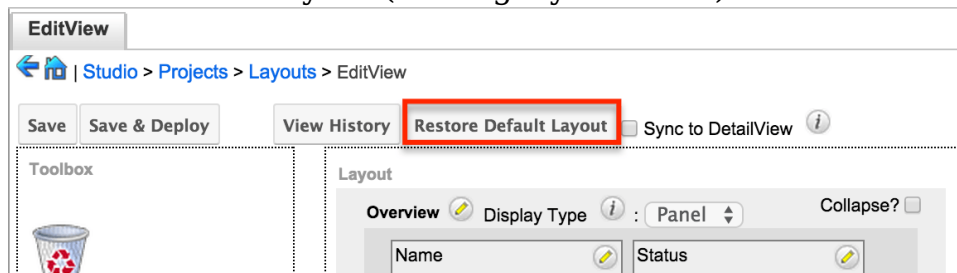 EditView
| Studio > Projects > Layouts > EditView
Save Save & Deploy View History Restore Default Layout Sync to DetailView i
Toolbox
Layout
Overview Display Type i : Panel Collapse?
Name Status